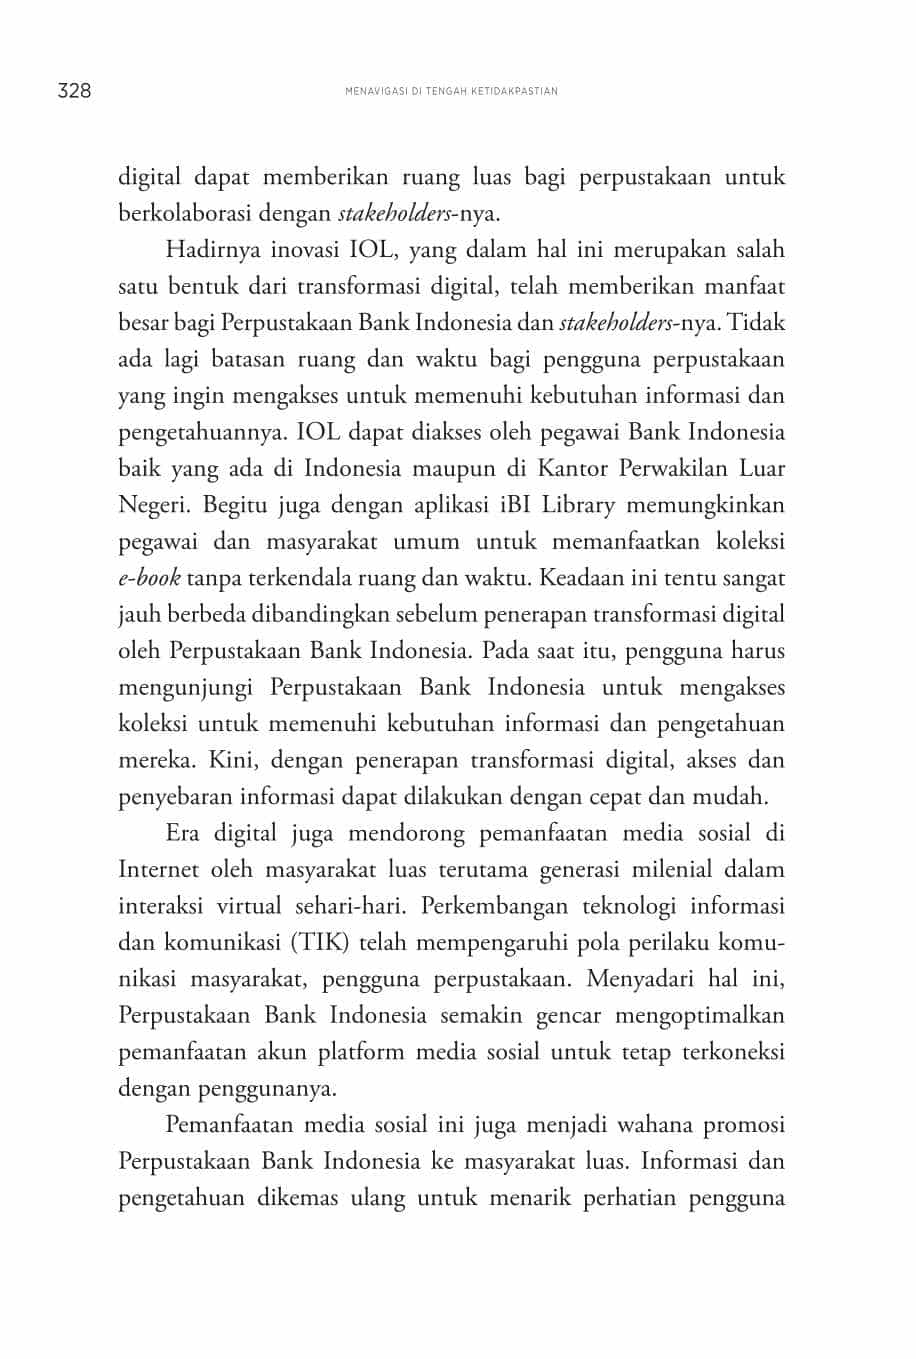 328
MENAVIGASI DI TENGAH KETIDAKPASTIAN
digital dapat memberikan ruang luas bagi perpustakaan untuk
berkolaborasi dengan stakeholders-nya.
Hadirnya inovasi IOL, yang dalam hal ini merupakan salah
satu bentuk dari transformasi digital, telah memberikan manfaat
besar bagi Perpustakaan Bank Indonesia dan stakeholders-nya. Tidak
ada lagi batasan ruang dan waktu bagi pengguna perpustakaan
yang ingin mengakses untuk memenuhi kebutuhan informasi dan
pengetahuannya. IOL dapat diakses oleh pegawai Bank Indonesia
baik yang ada di Indonesia maupun di Kantor Perwakilan Luar
Negeri. Begitu juga dengan aplikasi iBI Library memungkinkan
pegawai dan masyarakat umum untuk memanfaatkan koleksi
e-book tanpa terkendala ruang dan waktu. Keadaan ini tentu sangat
jauh berbeda dibandingkan sebelum penerapan transformasi digital
oleh Perpustakaan Bank Indonesia. Pada saat itu, pengguna harus
mengunjungi Perpustakaan Bank Indonesia untuk mengakses
koleksi untuk memenuhi kebutuhan informasi dan pengetahuan
mereka. Kini, dengan penerapan transformasi digital, akses dan
penyebaran informasi dapat dilakukan dengan cepat dan mudah.
Era digital juga mendorong pemanfaatan media sosial di
Internet oleh masyarakat luas terutama generasi milenial dalam
interaksi virtual sehari-hari. Perkembangan teknologi informasi
dan komunikasi (TIK) telah mempengaruhi pola perilaku komu-
nikasi masyarakat, pengguna perpustakaan. Menyadari hal ini,
Perpustakaan Bank Indonesia semakin gencar mengoptimalkan
pemanfaatan akun platform media sosial untuk tetap terkoneksi
dengan penggunanya.
Pemanfaatan media sosial ini juga menjadi wahana promosi
Perpustakaan Bank Indonesia ke masyarakat luas. Informasi dan
pengetahuan dikemas ulang untuk menarik perhatian pengguna